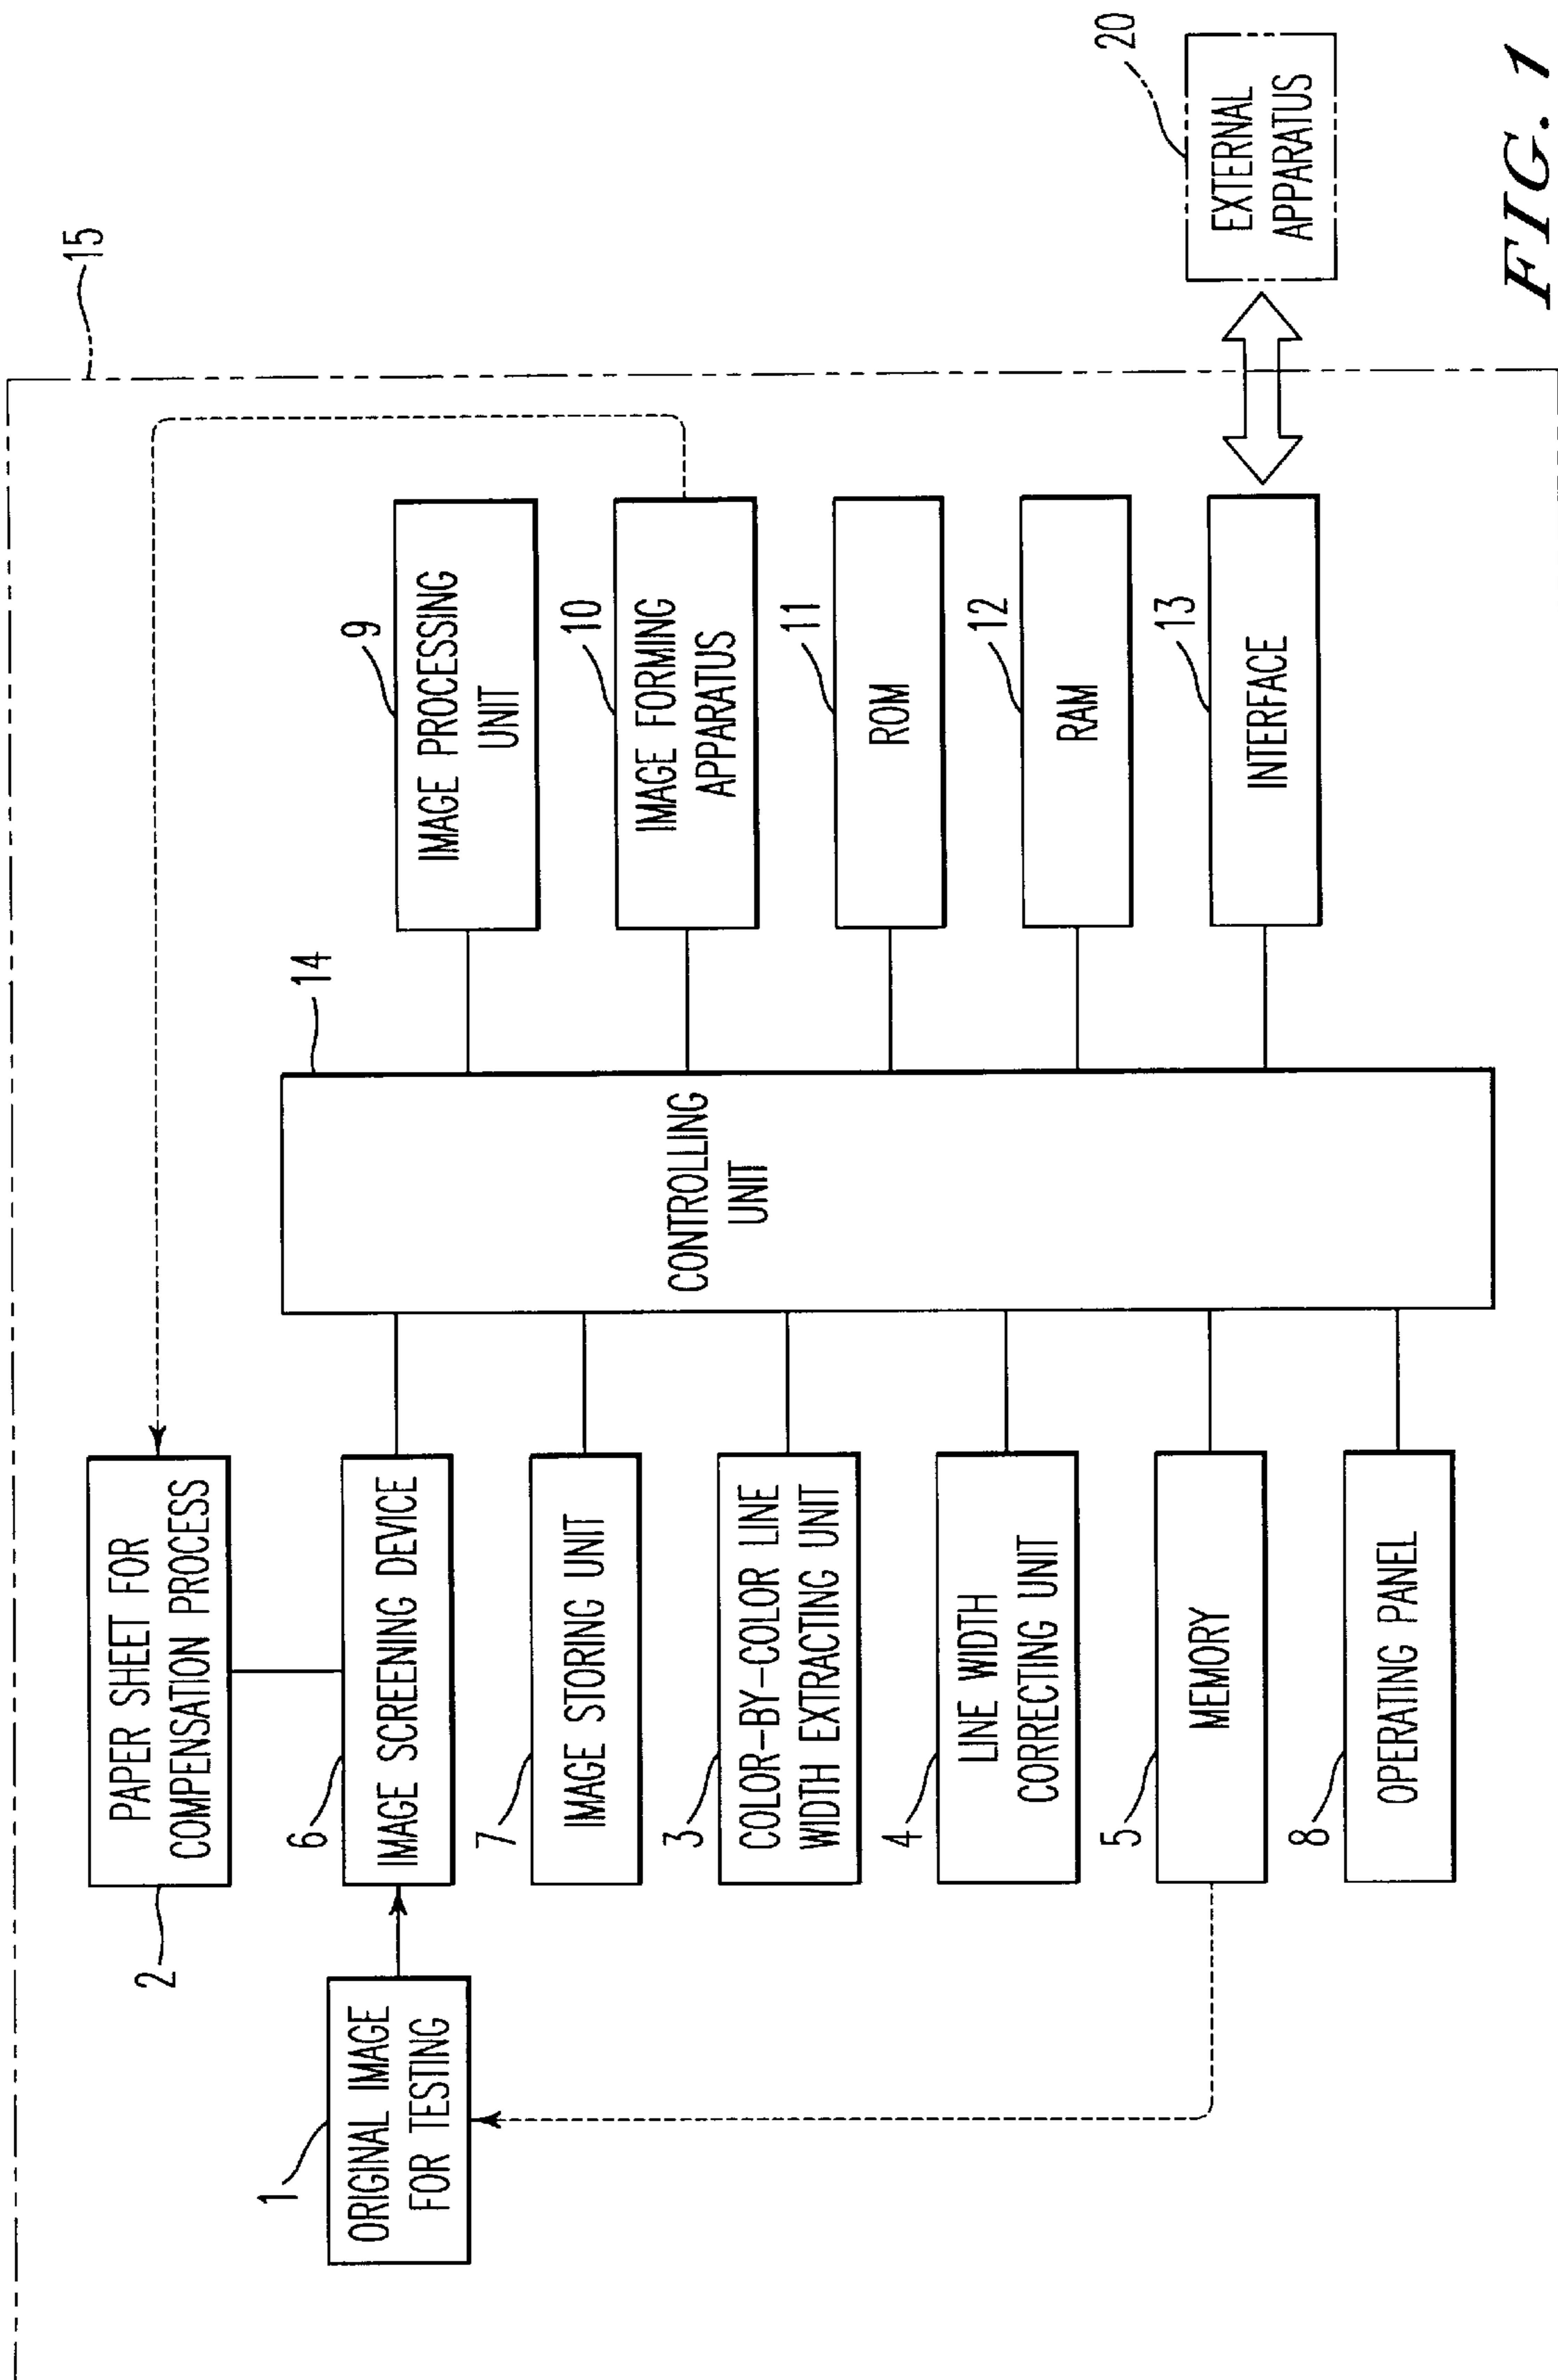 15
2
PAPER SHEET FOR
COMPENSATION PROCESS
1
ORIGINAL IMAGE
FOR TESTING
6
IMAGE SCREENING DEVICE
7
IMAGE STORING UNIT
3
COLOR-BY-COLOR LINE
WIDTH EXTRACTING UNIT
4
LINE WIDTH
CORRECTING UNIT
5
MEMORY
8
OPERATING PANEL
14
CONTROLLING
UNIT
9
IMAGE PROCESSING
UNIT
10
IMAGE FORMING
APPARATUS
11
ROM
12
RAM
13
INTERFACE
20
EXTERNAL
APPARATUS
FIG. 1